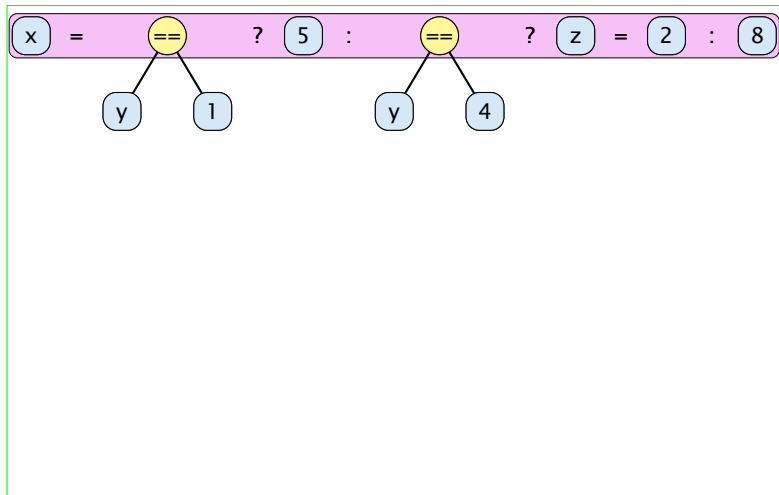 x = == ? 5 : == ? z = 2 : 8
y 1 y 4